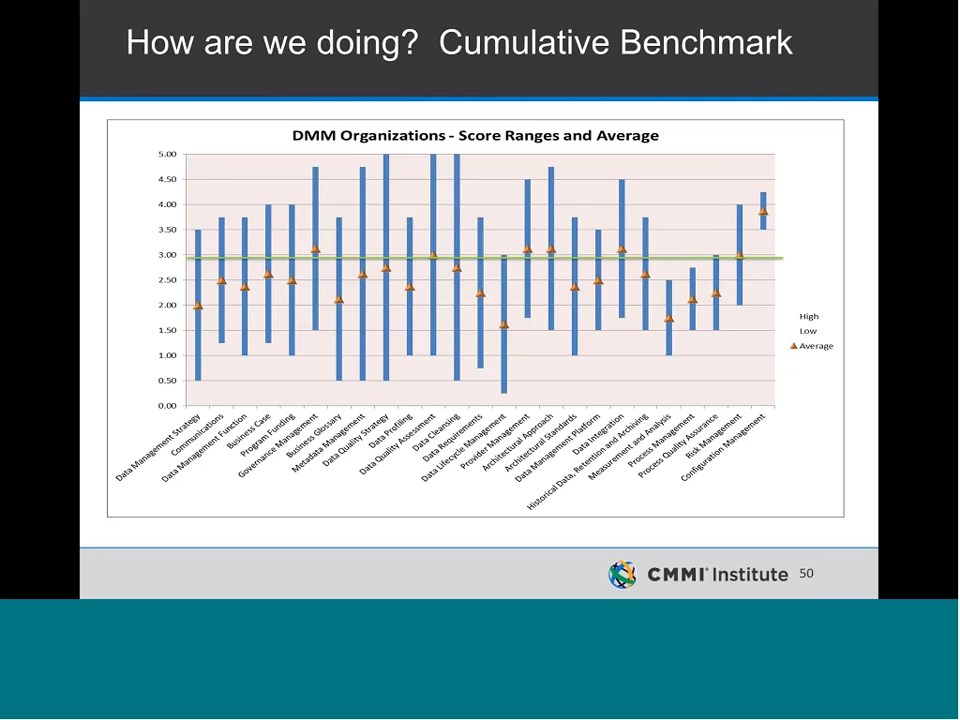 How are we doing?  Cumulative Benchmark
DMM Organizations - Score Ranges and Average
5.00
4.50
4.00
3.50
3.00
2.50
2.00
1.50
1.00
0.50
0.00
High
Low
Average
Data Management Strategy
Communications
Data Management Function
Business Case
Program Funding
Governance Management
Business Glossary
Metadata Management
Data Quality Strategy
Data Profiling
Data Quality Assessment
Data Cleansing
Data Requirements
Data Lifecycle Management
Provider Management
Architectural Approach
Architectural Standards
Data Management Platform
Data Integration
Historical Data, Retention and Archiving
Measurement and Analysis
Process Management
Process Quality Assurance
Risk Management
Configuration Management
CMMI® Institute 50